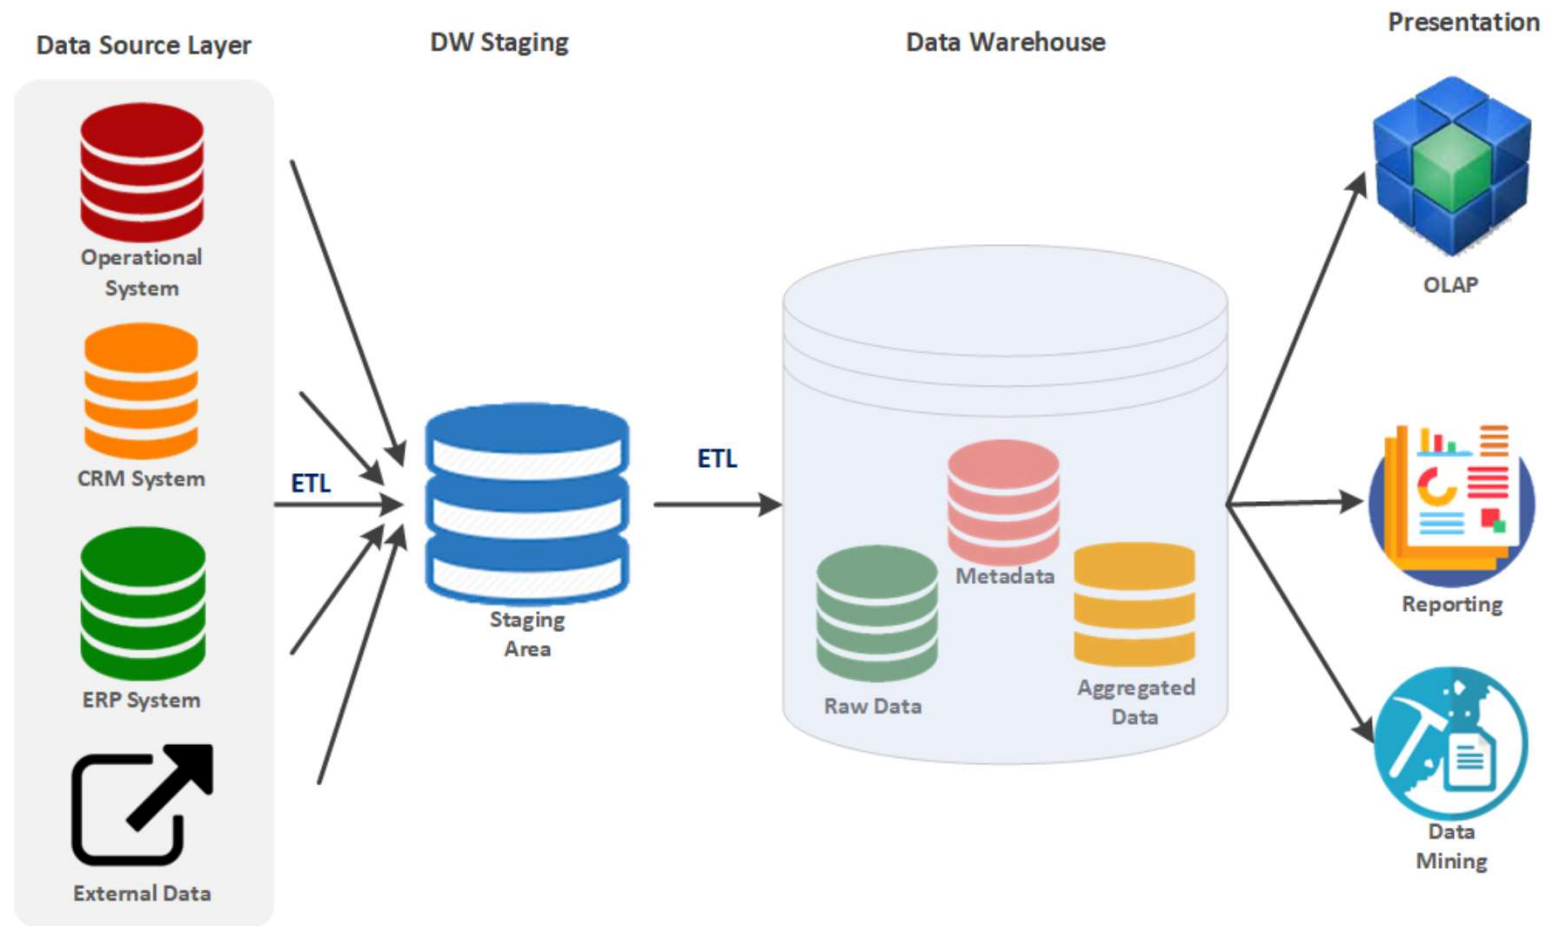 Data Source Layer
DW Staging
Data Warehouse
Presentation
Operational
System
CRM System
ERP System
External Data
ETL
Staging
Area
ETL
Metadata
Raw Data
Aggregated
Data
OLAP
Reporting
Data
Mining